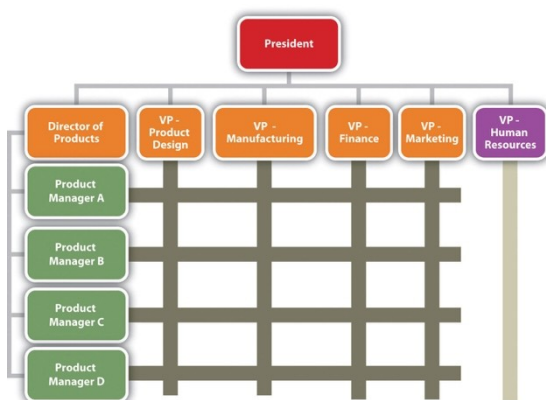 President
Director of
Products
VP -
Product
Design
VP -
Manufacturing
VP -
Finance
VP -
Marketing
VP -
Human
Resources
Product
Manager A
Product
Manager B
Product
Manager C
Product
Manager D